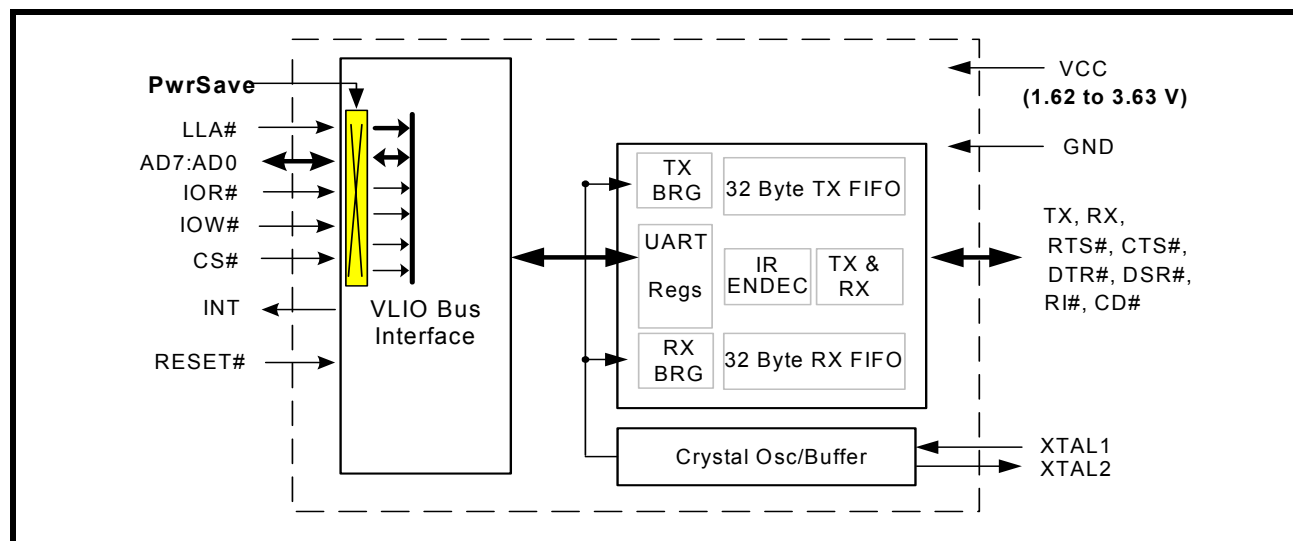 PwrSave
LLA#
AD7:AD0
IOR#
IOW#
CS#
INT
RESET#
VLIO Bus
Interface
TX
BRG
32 Byte TX FIFO
UART
Regs
IR
ENDEC
TX &
RX
RX
BRG
32 Byte RX FIFO
Crystal Osc/Buffer
VCC
(1.62 to 3.63 V)
GND
TX, RX,
RTS#, CTS#,
DTR#, DSR#,
RI#, CD#
XTAL1
XTAL2